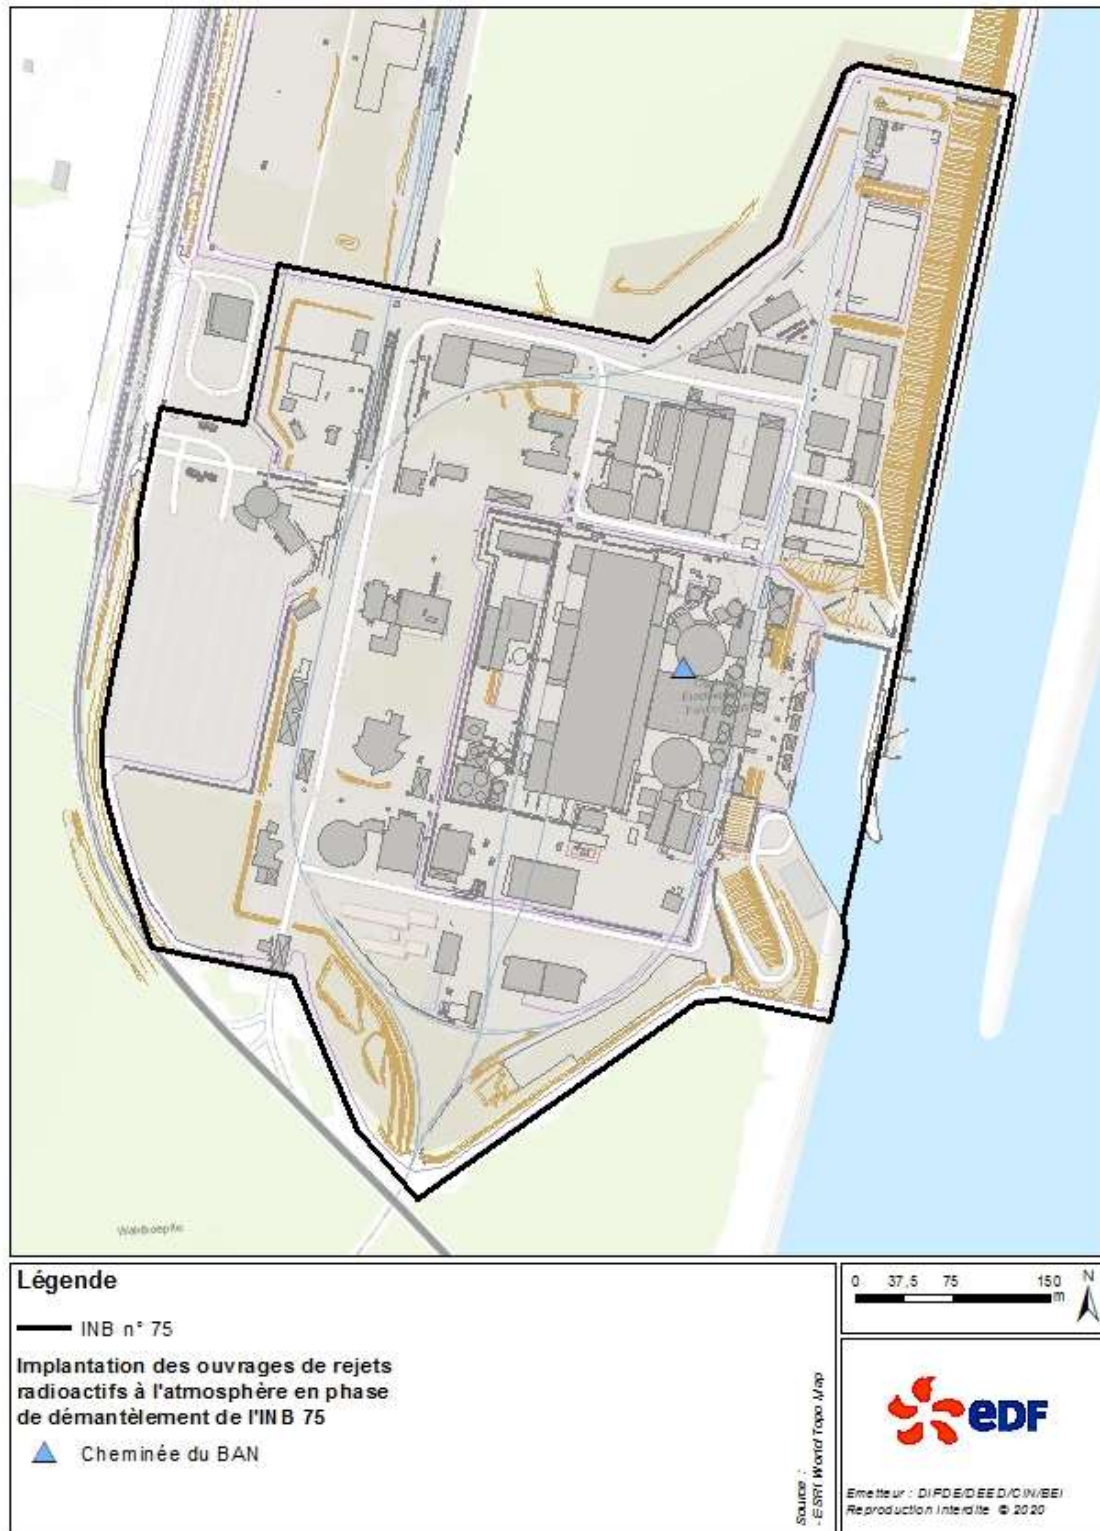 Légende
INB n° 75
Implantation des ouvrages de rejets
radioactifs à l'atmosphère en phase
de démantèlement de l'INB 75
Cheminée du BAN
Source :
- ESRI World Topo Map
0 37,5 75 150
m
N
eDF
Emetteur : DIPDE/DEED/CIN/BEI
Reproduction Interdite © 2020